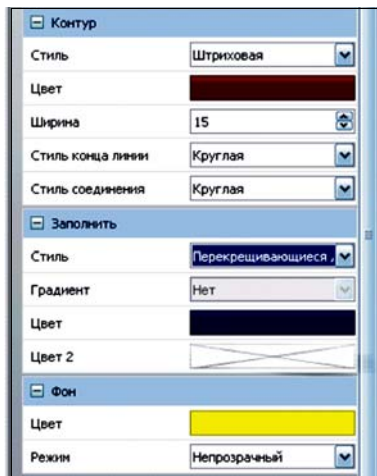 Контур
Стиль Штриховая
Цвет
Ширина 15
Стиль конца линии Круглая
Стиль соединения Круглая
Заполнить
Стиль Перекрещивающиеся
Градиент Нет
Цвет
Цвет 2
Фон
Цвет
Режим Непрозрачный